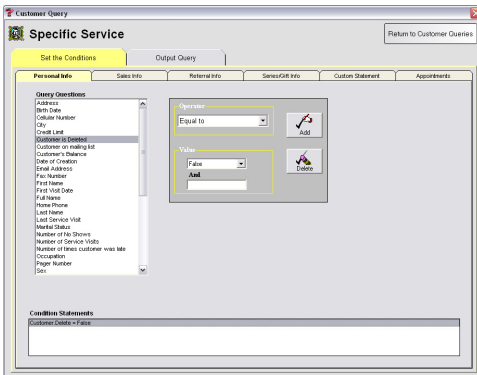 Customer Query
Specific Service
Return to Customer Queries
Set the Conditions
Output Query
Personal Info
Sales Info
Referral Info
Series/Gift Info
Custom Statement
Appointments
Query Questions
Address
Birth Date
Cellular Number
City
Credit Limit
Customer is Deleted
Customer on mailing list
Customer's Balance
Date of Creation
Email Address
Fax Number
First Name
First Visit Date
Full Name
Home Phone
Last Name
Last Service Visit
Marital Status
Number of No Shows
Number of Service Visits
Number of times customer was late
Occupation
Pager Number
Sex
Operator
Equal to
Add
Value
False
And
Delete
Condition Statements
Customer.Delete = False